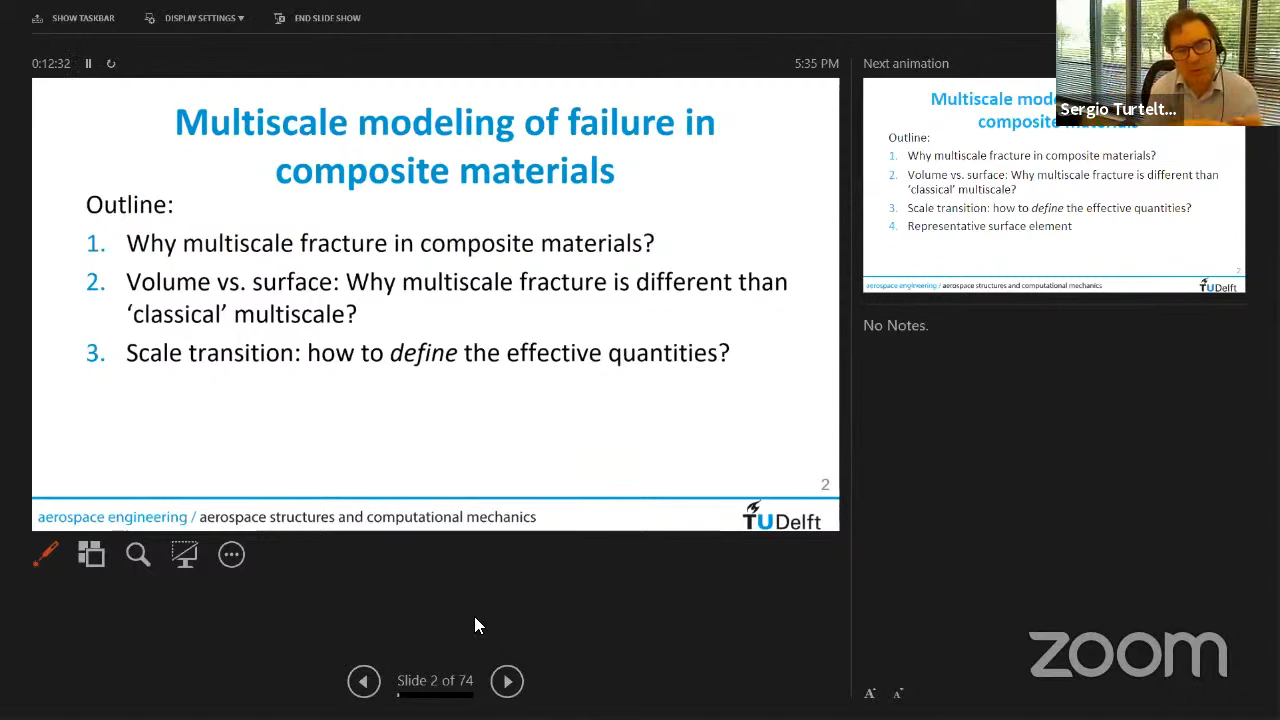 SHOW TASKBAR
DISPLAY SETTINGS ▼
END SLIDE SHOW
0:12:32
5:35 PM
Multiscale modeling of failure in
composite materials
Outline:
1. Why multiscale fracture in composite materials?
2. Volume vs. surface: Why multiscale fracture is different than
‘classical’ multiscale?
3. Scale transition: how to define the effective quantities?
2
aerospace engineering / aerospace structures and computational mechanics
TUDelft
Slide 2 of 74
Next animation
Sergio Turtelt...
Multiscale mod
composite materials
Outline:
1. Why multiscale fracture in composite materials?
2. Volume vs. surface: Why multiscale fracture is different than
‘classical’ multiscale?
3. Scale transition: how to define the effective quantities?
4. Representative surface element
2
aerospace engineering / aerospace structures and computational mechanics
TUDelft
No Notes.
zoom
A A